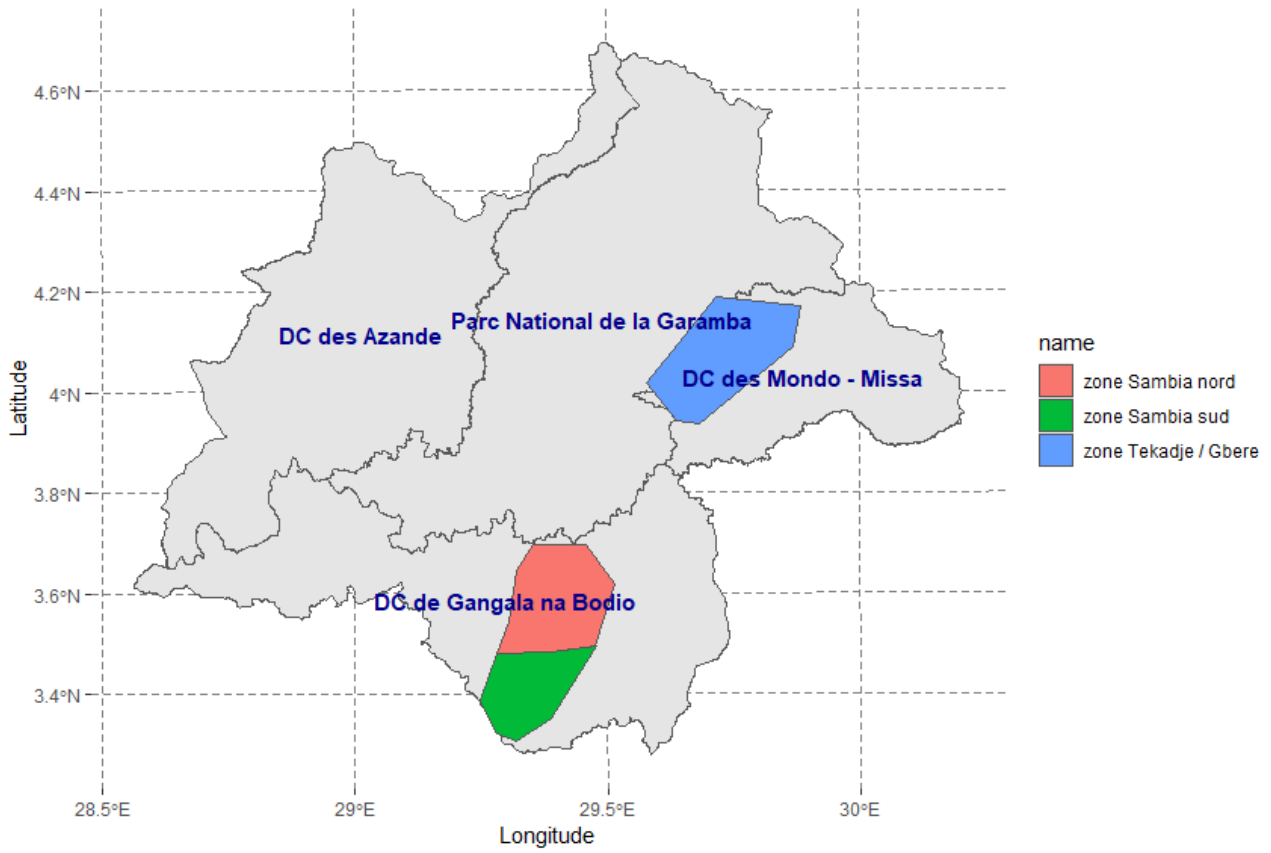 4.6°N
4.4°N
4.2°N
4°N
3.8°N
3.6°N
3.4°N
Latitude
DC des Azande
Parc National de la Garamba
DC des Mondo - Missa
DC de Gangala na Bodio
28.5°E
29°E
29.5°E
30°E
Longitude
name
zone Sambia nord
zone Sambia sud
zone Tekadje / Gbere